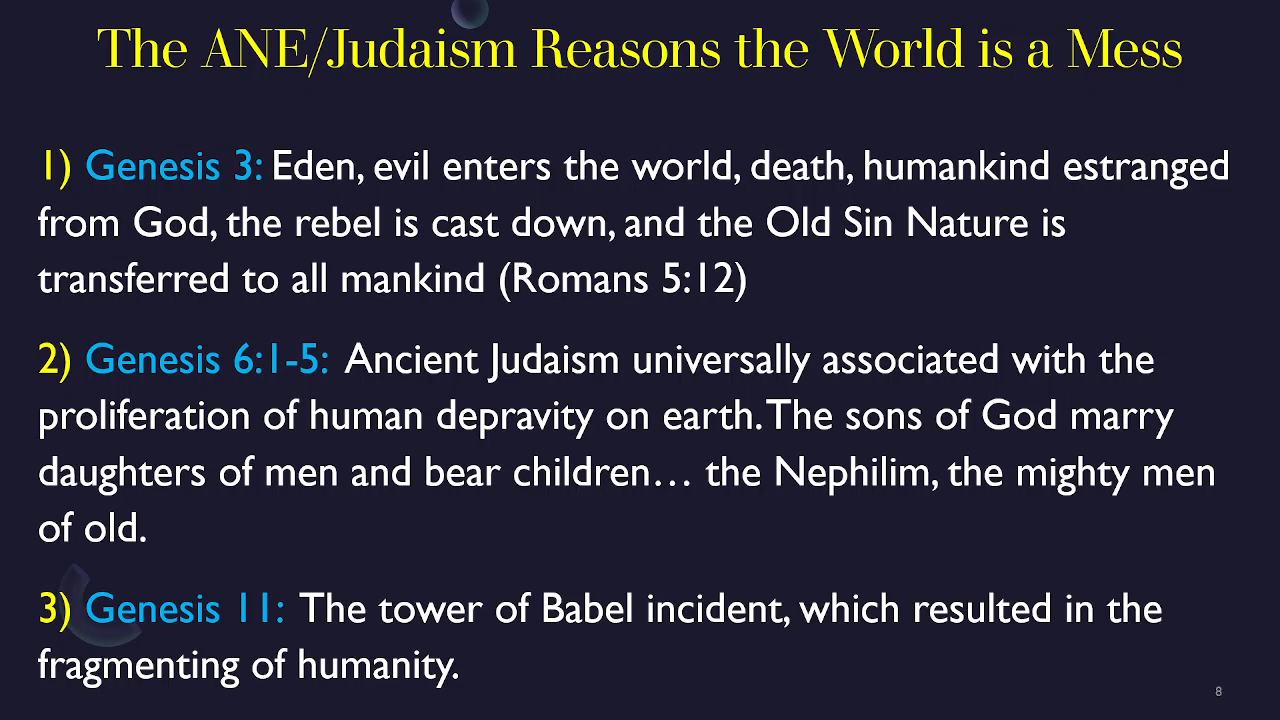 The ANE/Judaism Reasons the World is a Mess
1) Genesis 3: Eden, evil enters the world, death, humankind estranged
from God, the rebel is cast down, and the Old Sin Nature is
transferred to all mankind (Romans 5:12)
2) Genesis 6:1-5: Ancient Judaism universally associated with the
proliferation of human depravity on earth. The sons of God marry
daughters of men and bear children… the Nephilim, the mighty men
of old.
3) Genesis 11: The tower of Babel incident, which resulted in the
fragmenting of humanity.
8